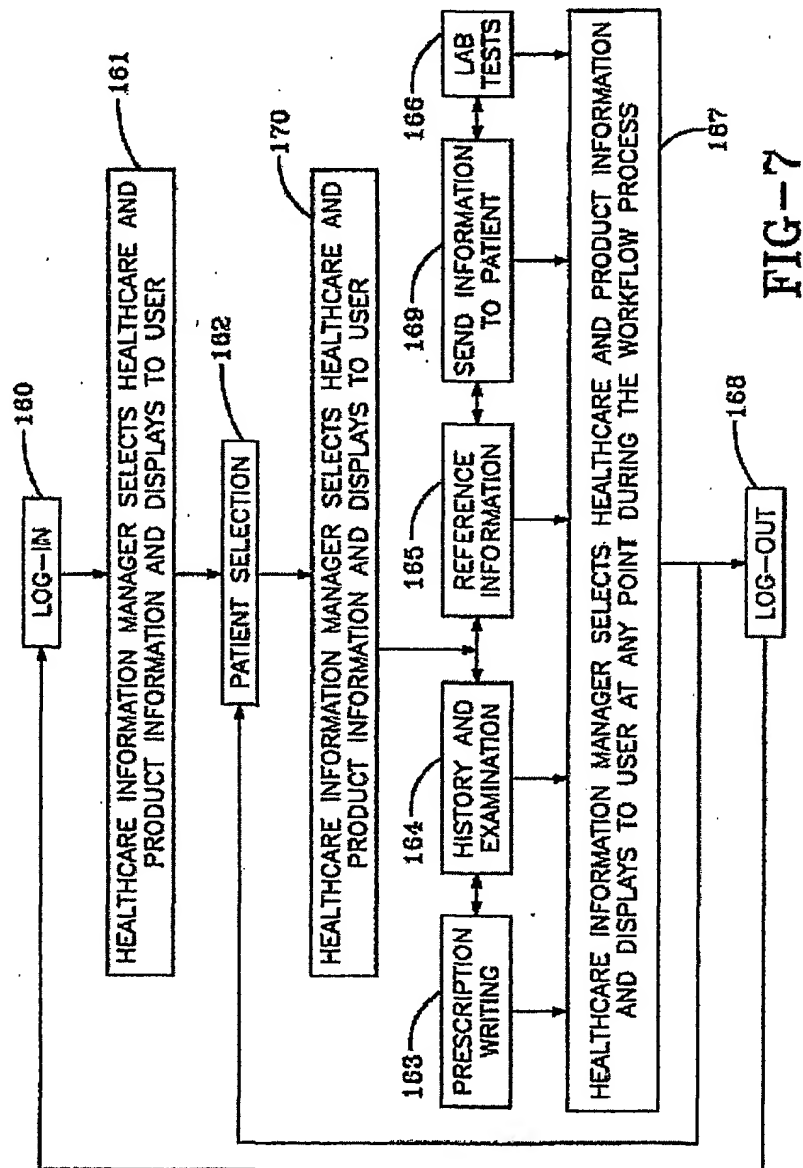 160
LOG-IN
161
HEALTHCARE INFORMATION MANAGER SELECTS HEALTHCARE AND
PRODUCT INFORMATION AND DISPLAYS TO USER
162
PATIENT SELECTION
170
HEALTHCARE INFORMATION MANAGER SELECTS HEALTHCARE AND
PRODUCT INFORMATION AND DISPLAYS TO USER
163
PRESCRIPTION
WRITING
164
HISTORY AND
EXAMINATION
165
REFERENCE
INFORMATION
169
SEND INFORMATION
TO PATIENT
166
LAB
TESTS
HEALTHCARE INFORMATION MANAGER SELECTS HEALTHCARE AND PRODUCT INFORMATION
AND DISPLAYS TO USER AT ANY POINT DURING THE WORKFLOW PROCESS
167
168
LOG-OUT
FIG-7